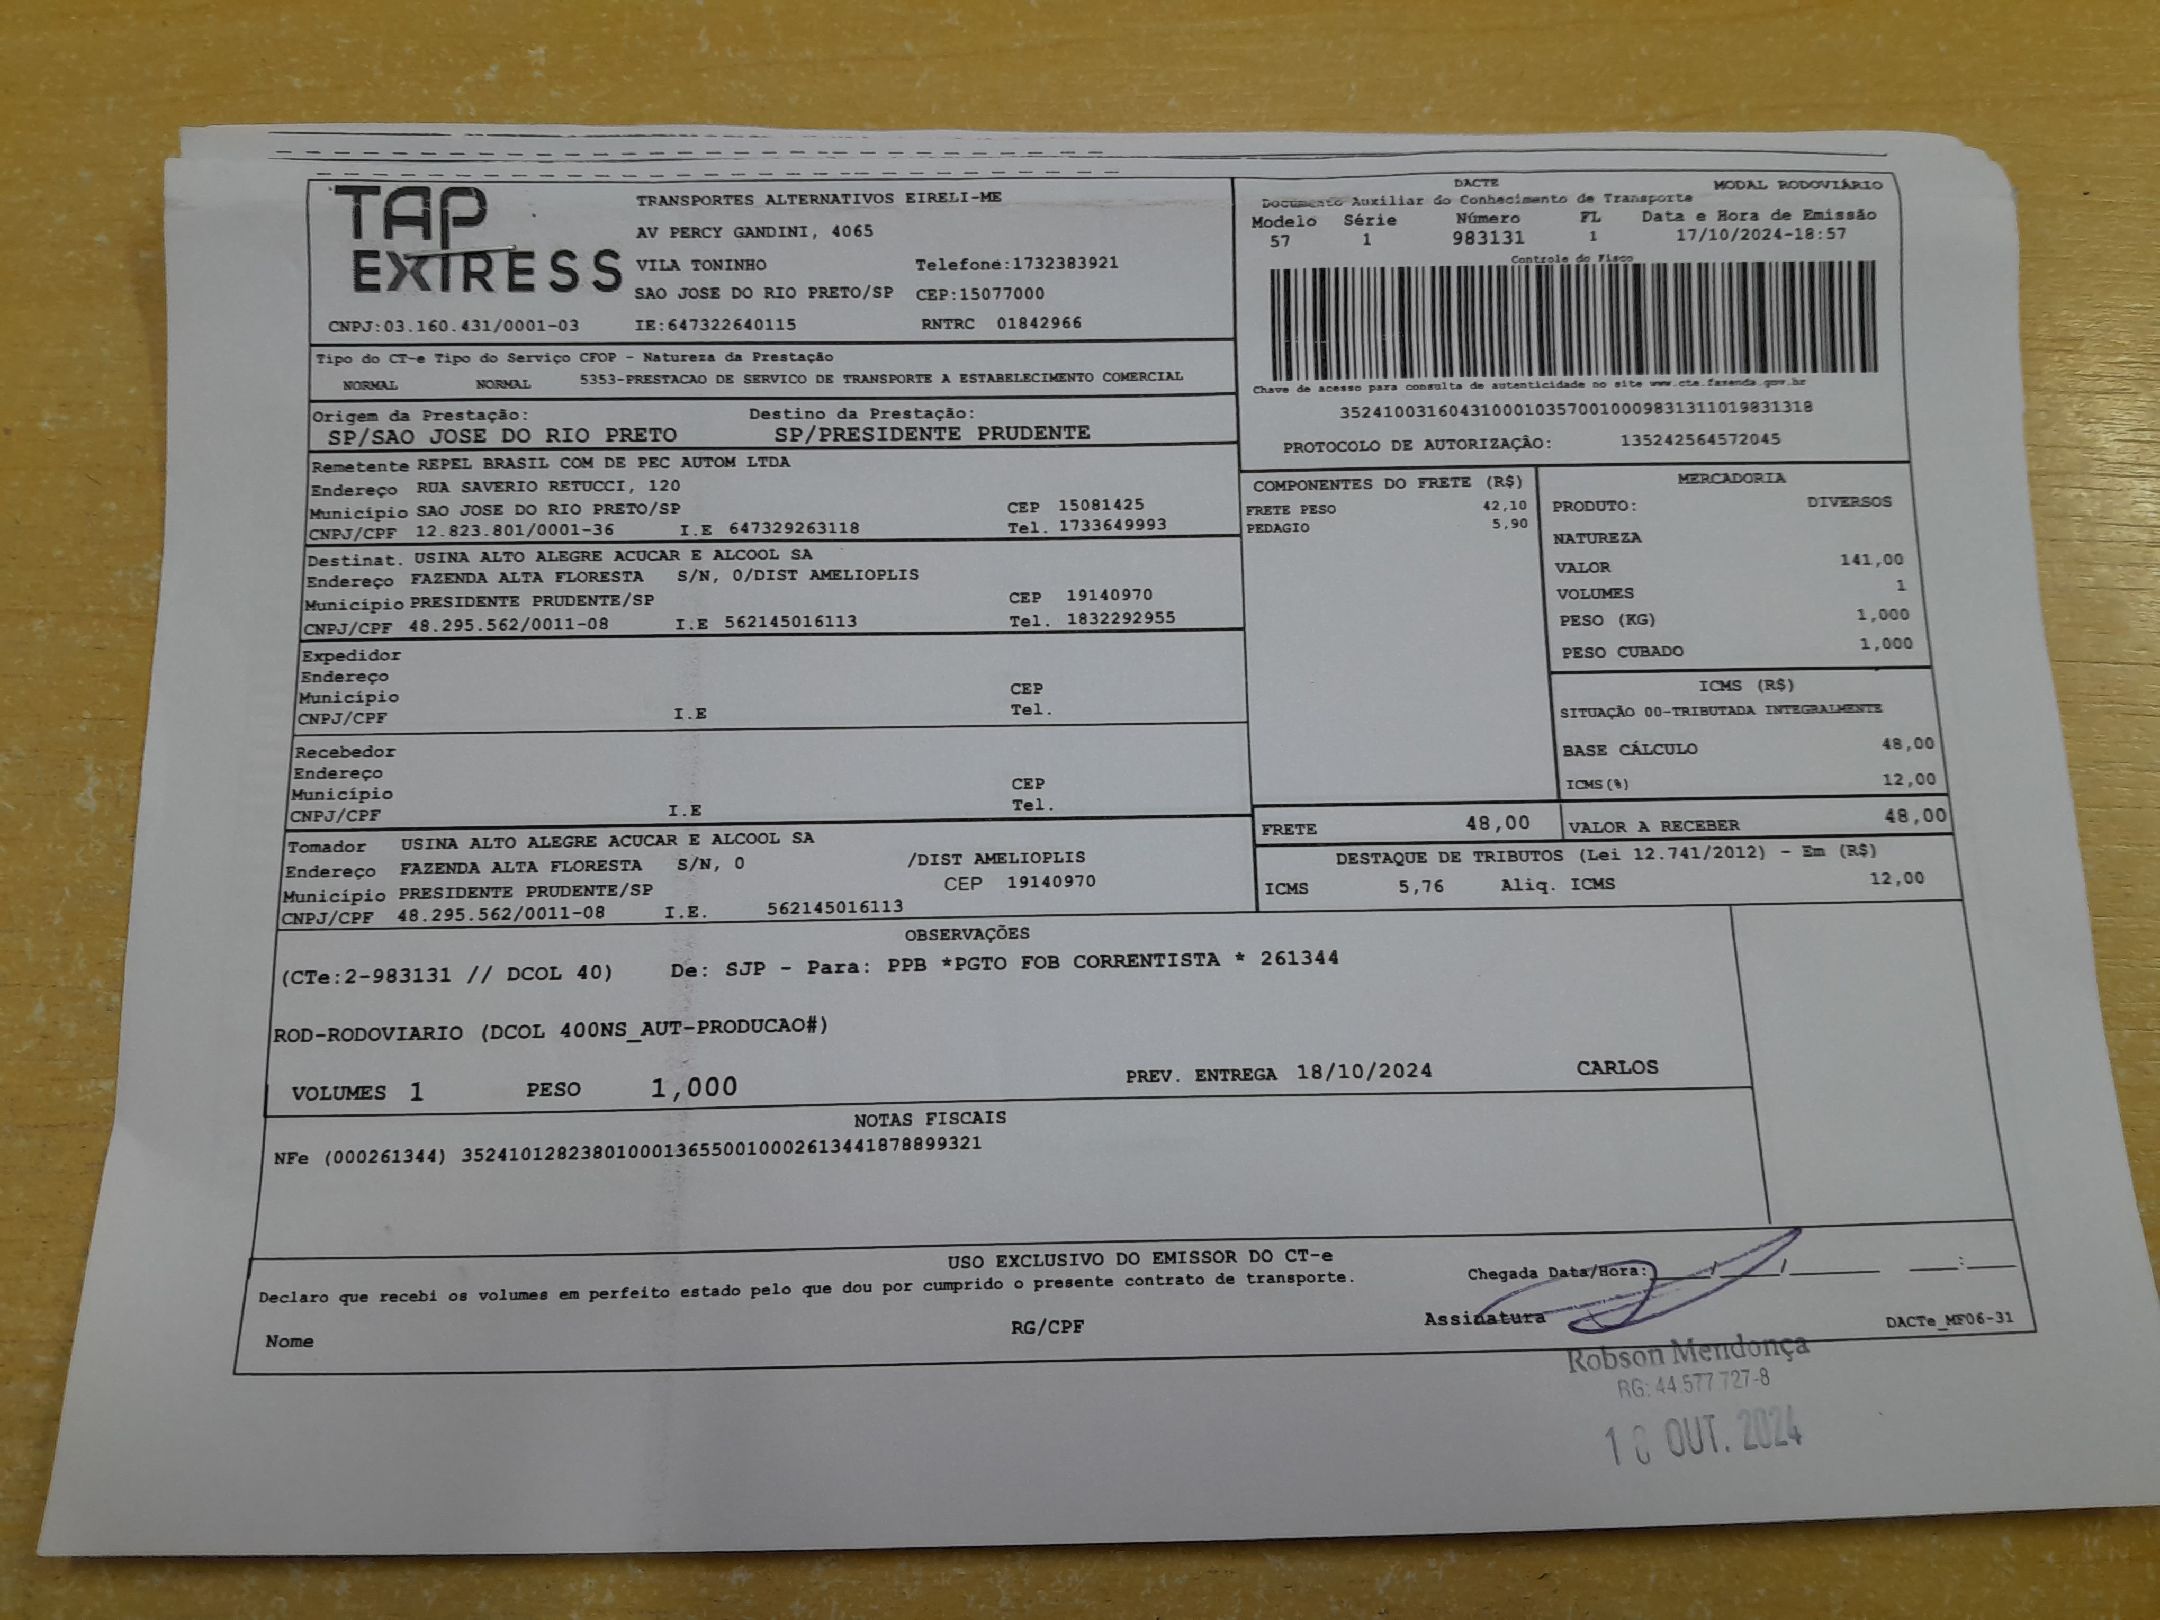 TAP
EXPRESS
TRANSPORTES ALTERNATIVOS EIRELI-ME
AV PERCY GANDINI, 4065
VILA TONINHO Telefone:1732383921
SAO JOSE DO RIO PRETO/SP CEP:15077000
CNPJ:03.160.431/0001-03 IE:647322640115 RNTRC 01842966
DACTE MODAL RODOVIÁRIO
Documento Auxiliar do Conhecimento de Transporte
Modelo Série Número FL Data e Hora de Emissão
57 1 983131 1 17/10/2024-18:57
Controle do Fisco
Chave de acesso para consulta de autenticidade no site www.cte.fazenda.gov.br
35241003160431000103570010009831311019831318
PROTOCOLO DE AUTORIZAÇÃO: 135242564572045
Tipo do CT-e Tipo do Serviço CFOP - Natureza da Prestação
NORMAL NORMAL 5353-PRESTACAO DE SERVICO DE TRANSPORTE A ESTABELECIMENTO COMERCIAL
Origem da Prestação: Destino da Prestação:
SP/SAO JOSE DO RIO PRETO SP/PRESIDENTE PRUDENTE
Remetente REPEL BRASIL COM DE PEC AUTOM LTDA
Endereço RUA SAVERIO RETUCCI, 120
Município SAO JOSE DO RIO PRETO/SP CEP 15081425
CNPJ/CPF 12.823.801/0001-36 I.E 647329263118 Tel. 1733649993
Destinat. USINA ALTO ALEGRE ACUCAR E ALCOOL SA
Endereço FAZENDA ALTA FLORESTA S/N, 0/DIST AMELIOPLIS
Município PRESIDENTE PRUDENTE/SP CEP 19140970
CNPJ/CPF 48.295.562/0011-08 I.E 562145016113 Tel. 1832292955
Expedidor
Endereço
Município CEP
CNPJ/CPF I.E Tel.
Recebedor
Endereço
Município CEP
CNPJ/CPF I.E Tel.
Tomador USINA ALTO ALEGRE ACUCAR E ALCOOL SA
Endereço FAZENDA ALTA FLORESTA S/N, 0 /DIST AMELIOPLIS
Município PRESIDENTE PRUDENTE/SP CEP 19140970
CNPJ/CPF 48.295.562/0011-08 I.E. 562145016113
COMPONENTES DO FRETE (R$)
FRETE PESO 42,10
PEDAGIO 5,90
MERCADORIA
PRODUTO: DIVERSOS
NATUREZA
VALOR 141,00
VOLUMES 1
PESO (KG) 1,000
PESO CUBADO 1,000
ICMS (R$)
SITUAÇÃO 00-TRIBUTADA INTEGRALMENTE
BASE CÁLCULO 48,00
ICMS(%) 12,00
FRETE 48,00 VALOR A RECEBER 48,00
DESTAQUE DE TRIBUTOS (Lei 12.741/2012) - Em (R$)
ICMS 5,76 Aliq. ICMS 12,00
OBSERVAÇÕES
(CTe:2-983131 // DCOL 40) De: SJP - Para: PPB *PGTO FOB CORRENTISTA * 261344
ROD-RODOVIARIO (DCOL 400NS_AUT-PRODUCAO#)
VOLUMES 1 PESO 1,000 PREV. ENTREGA 18/10/2024 CARLOS
NOTAS FISCAIS
NFe (000261344) 35241012823801000136550010002613441878899321
USO EXCLUSIVO DO EMISSOR DO CT-e
Declaro que recebi os volumes em perfeito estado pelo que dou por cumprido o presente contrato de transporte.
Chegada Data/Hora:____/____/________ ____:____
Nome RG/CPF Assinatura DACTe_MF06-31
Robson Mendonça
RG: 44.577.727-8
OUT. 2024